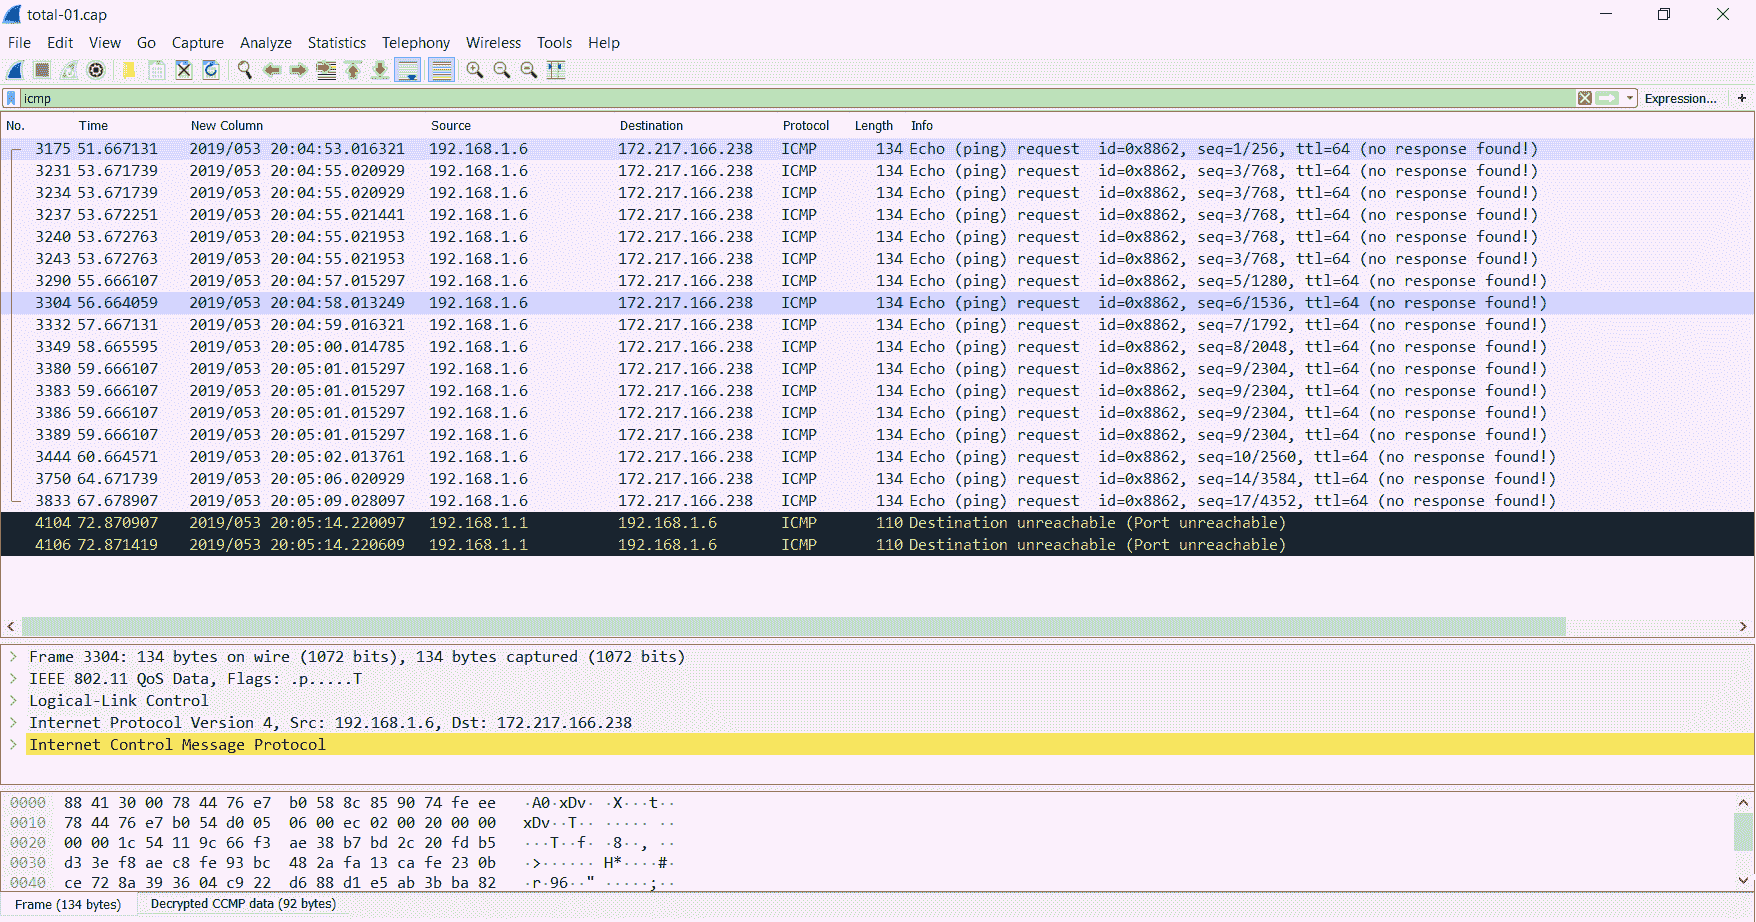 total-01.cap
File Edit View Go Capture Analyze Statistics Telephony Wireless Tools Help
icmp Expression... +
No. Time New Column Source Destination Protocol Length Info
3175 51.667131 2019/053 20:04:53.016321 192.168.1.6 172.217.166.238 ICMP 134 Echo (ping) request id=0x8862, seq=1/256, ttl=64 (no response found!)
3231 53.671739 2019/053 20:04:55.020929 192.168.1.6 172.217.166.238 ICMP 134 Echo (ping) request id=0x8862, seq=3/768, ttl=64 (no response found!)
3234 53.671739 2019/053 20:04:55.020929 192.168.1.6 172.217.166.238 ICMP 134 Echo (ping) request id=0x8862, seq=3/768, ttl=64 (no response found!)
3237 53.672251 2019/053 20:04:55.021441 192.168.1.6 172.217.166.238 ICMP 134 Echo (ping) request id=0x8862, seq=3/768, ttl=64 (no response found!)
3240 53.672763 2019/053 20:04:55.021953 192.168.1.6 172.217.166.238 ICMP 134 Echo (ping) request id=0x8862, seq=3/768, ttl=64 (no response found!)
3243 53.672763 2019/053 20:04:55.021953 192.168.1.6 172.217.166.238 ICMP 134 Echo (ping) request id=0x8862, seq=3/768, ttl=64 (no response found!)
3290 55.666107 2019/053 20:04:57.015297 192.168.1.6 172.217.166.238 ICMP 134 Echo (ping) request id=0x8862, seq=5/1280, ttl=64 (no response found!)
3304 56.664059 2019/053 20:04:58.013249 192.168.1.6 172.217.166.238 ICMP 134 Echo (ping) request id=0x8862, seq=6/1536, ttl=64 (no response found!)
3332 57.667131 2019/053 20:04:59.016321 192.168.1.6 172.217.166.238 ICMP 134 Echo (ping) request id=0x8862, seq=7/1792, ttl=64 (no response found!)
3349 58.665595 2019/053 20:05:00.014785 192.168.1.6 172.217.166.238 ICMP 134 Echo (ping) request id=0x8862, seq=8/2048, ttl=64 (no response found!)
3380 59.666107 2019/053 20:05:01.015297 192.168.1.6 172.217.166.238 ICMP 134 Echo (ping) request id=0x8862, seq=9/2304, ttl=64 (no response found!)
3383 59.666107 2019/053 20:05:01.015297 192.168.1.6 172.217.166.238 ICMP 134 Echo (ping) request id=0x8862, seq=9/2304, ttl=64 (no response found!)
3386 59.666107 2019/053 20:05:01.015297 192.168.1.6 172.217.166.238 ICMP 134 Echo (ping) request id=0x8862, seq=9/2304, ttl=64 (no response found!)
3389 59.666107 2019/053 20:05:01.015297 192.168.1.6 172.217.166.238 ICMP 134 Echo (ping) request id=0x8862, seq=9/2304, ttl=64 (no response found!)
3444 60.664571 2019/053 20:05:02.013761 192.168.1.6 172.217.166.238 ICMP 134 Echo (ping) request id=0x8862, seq=10/2560, ttl=64 (no response found!)
3750 64.671739 2019/053 20:05:06.020929 192.168.1.6 172.217.166.238 ICMP 134 Echo (ping) request id=0x8862, seq=14/3584, ttl=64 (no response found!)
3833 67.678907 2019/053 20:05:09.028097 192.168.1.6 172.217.166.238 ICMP 134 Echo (ping) request id=0x8862, seq=17/4352, ttl=64 (no response found!)
4104 72.870907 2019/053 20:05:14.220097 192.168.1.1 192.168.1.6 ICMP 110 Destination unreachable (Port unreachable)
4106 72.871419 2019/053 20:05:14.220609 192.168.1.1 192.168.1.6 ICMP 110 Destination unreachable (Port unreachable)
> Frame 3304: 134 bytes on wire (1072 bits), 134 bytes captured (1072 bits)
> IEEE 802.11 QoS Data, Flags: .p.....T
> Logical-Link Control
> Internet Protocol Version 4, Src: 192.168.1.6, Dst: 172.217.166.238
> Internet Control Message Protocol
0000 88 41 30 00 78 44 76 e7 b0 58 8c 85 90 74 fe ee ·A0·xDv· ·X···t··
0010 78 44 76 e7 b0 54 d0 05 06 00 ec 02 00 20 00 00 xDv··T·· ····· ··
0020 00 00 1c 54 11 9c 66 f3 ae 38 b7 bd 2c 20 fd b5 ···T··f· ·8··, ··
0030 d3 3e f8 ae c8 fe 93 bc 48 2a fa 13 ca fe 23 0b ·>······ H*····#·
0040 ce 72 8a 39 36 04 c9 22 d6 88 d1 e5 ab 3b ba 82 ·r·96··" ·····;··
Frame (134 bytes) Decrypted CCMP data (92 bytes)